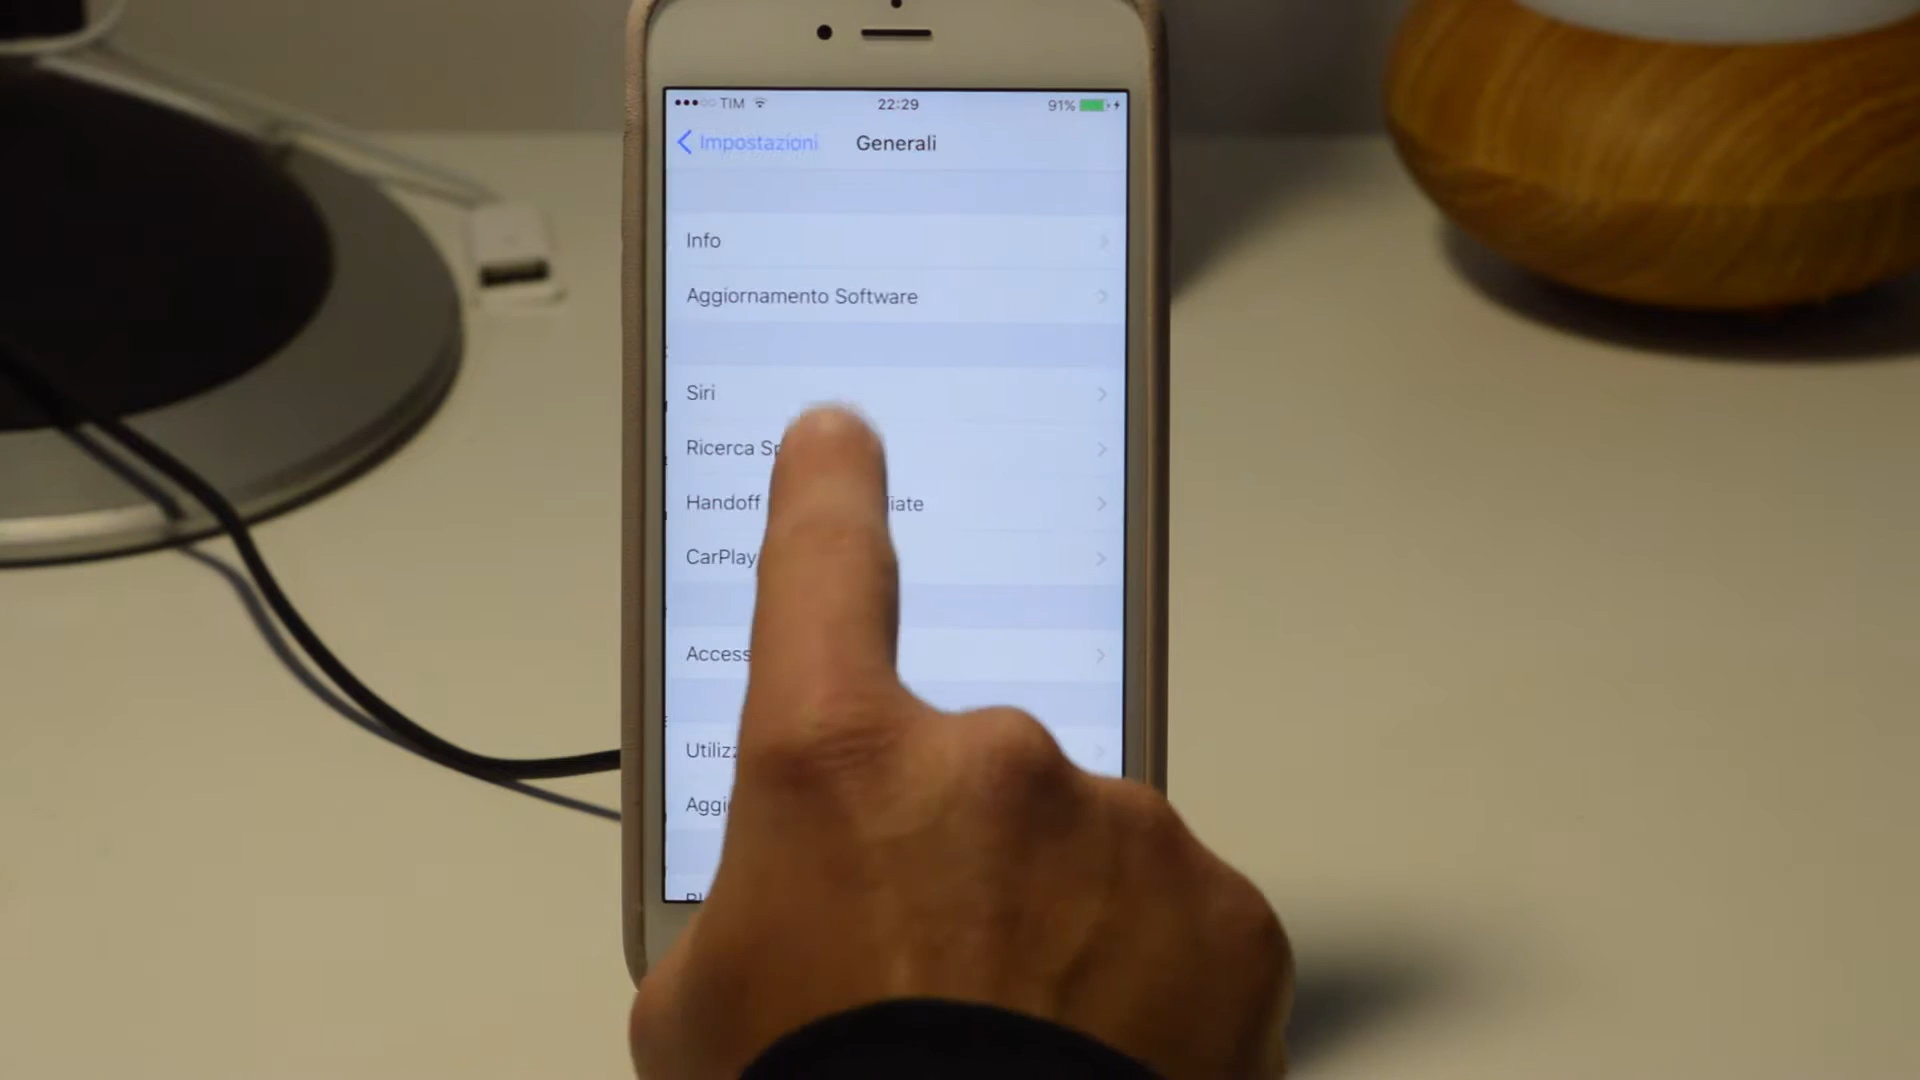 TIM 22:29 91%
Impostazioni Generali
Info
Aggiornamento Software
Siri
Ricerca
Handoff
CarPlay